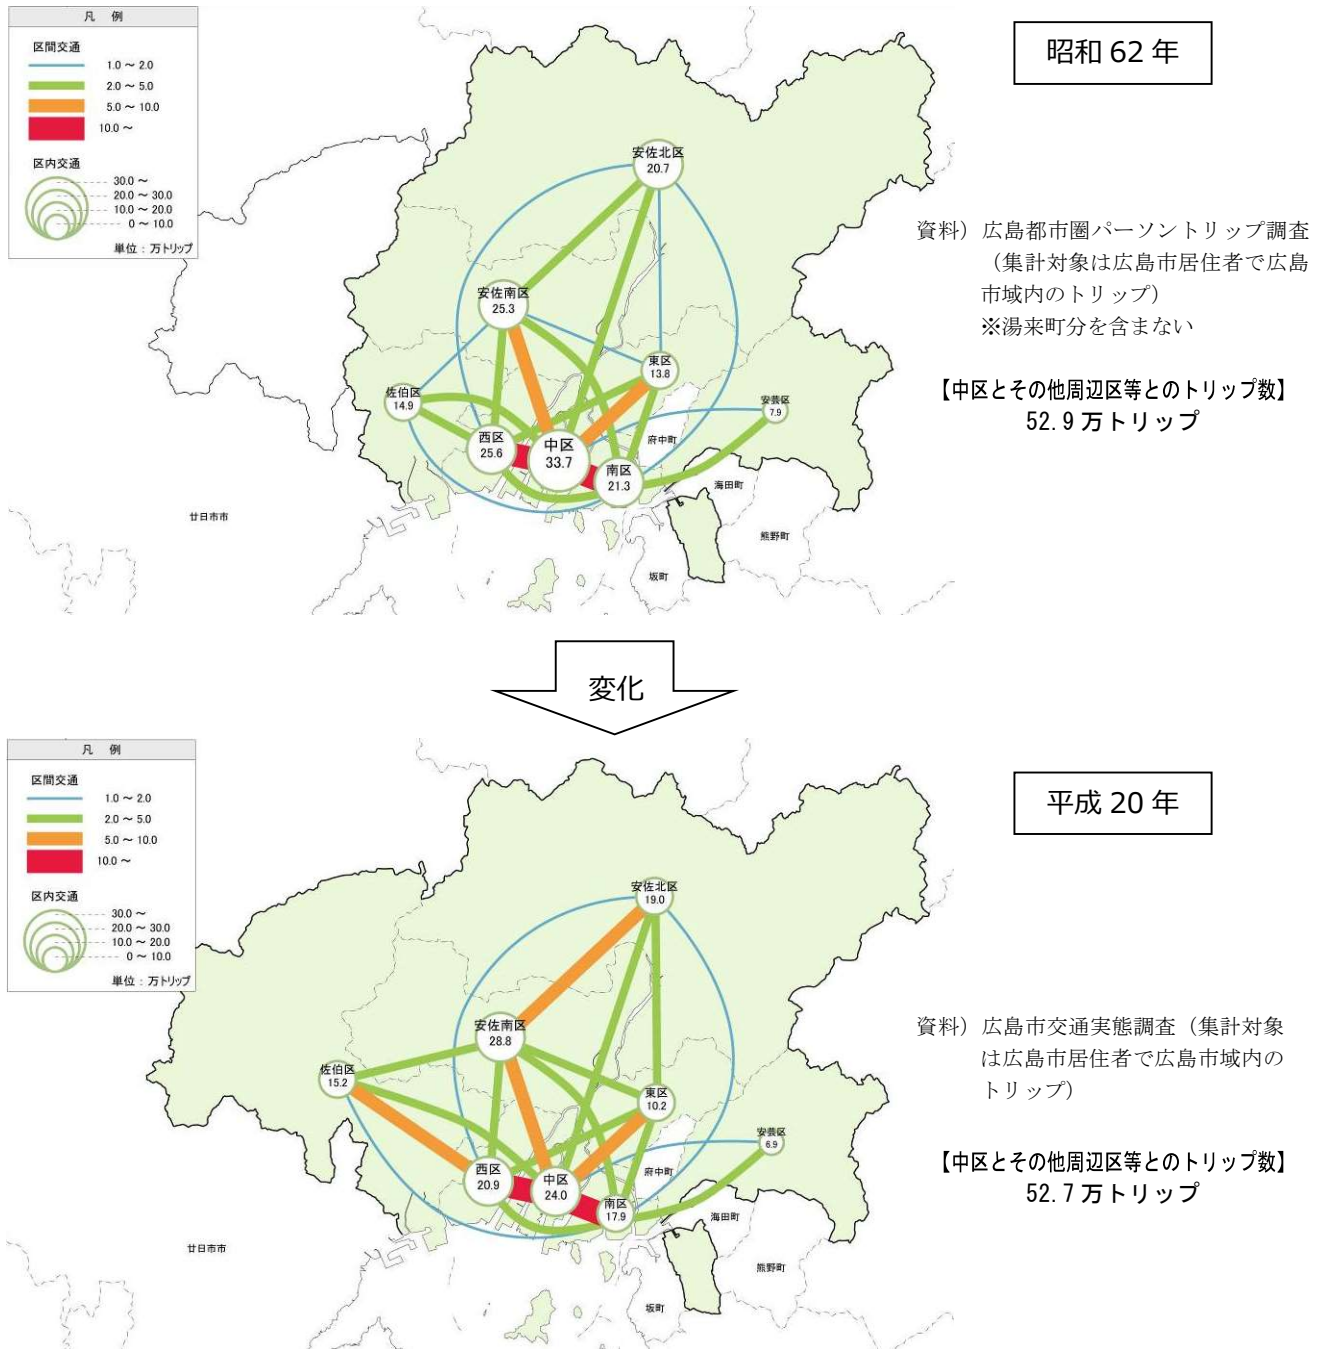 凡 例
区間交通
1.0 ～ 2.0
2.0 ～ 5.0
5.0 ～ 10.0
10.0 ～
区内交通
30.0 ～
20.0 ～ 30.0
10.0 ～ 20.0
0 ～ 10.0
単位：万トリップ
昭和 62 年
安佐北区
20.7
安佐南区
25.3
東区
13.8
佐伯区
14.9
安芸区
7.9
西区
25.6
中区
33.7
南区
21.3
府中町
海田町
熊野町
坂町
廿日市市
資料）広島都市圏パーソントリップ調査
（集計対象は広島市居住者で広島
市域内のトリップ）
※湯来町分を含まない
【中区とその他周辺区等とのトリップ数】
52.9 万トリップ
変化
凡 例
区間交通
1.0 ～ 2.0
2.0 ～ 5.0
5.0 ～ 10.0
10.0 ～
区内交通
30.0 ～
20.0 ～ 30.0
10.0 ～ 20.0
0 ～ 10.0
単位：万トリップ
平成 20 年
安佐北区
19.0
安佐南区
28.8
佐伯区
15.2
東区
10.2
安芸区
6.9
西区
20.9
中区
24.0
南区
17.9
府中町
海田町
熊野町
坂町
廿日市市
資料）広島市交通実態調査（集計対象
は広島市居住者で広島市域内の
トリップ）
【中区とその他周辺区等とのトリップ数】
52.7 万トリップ